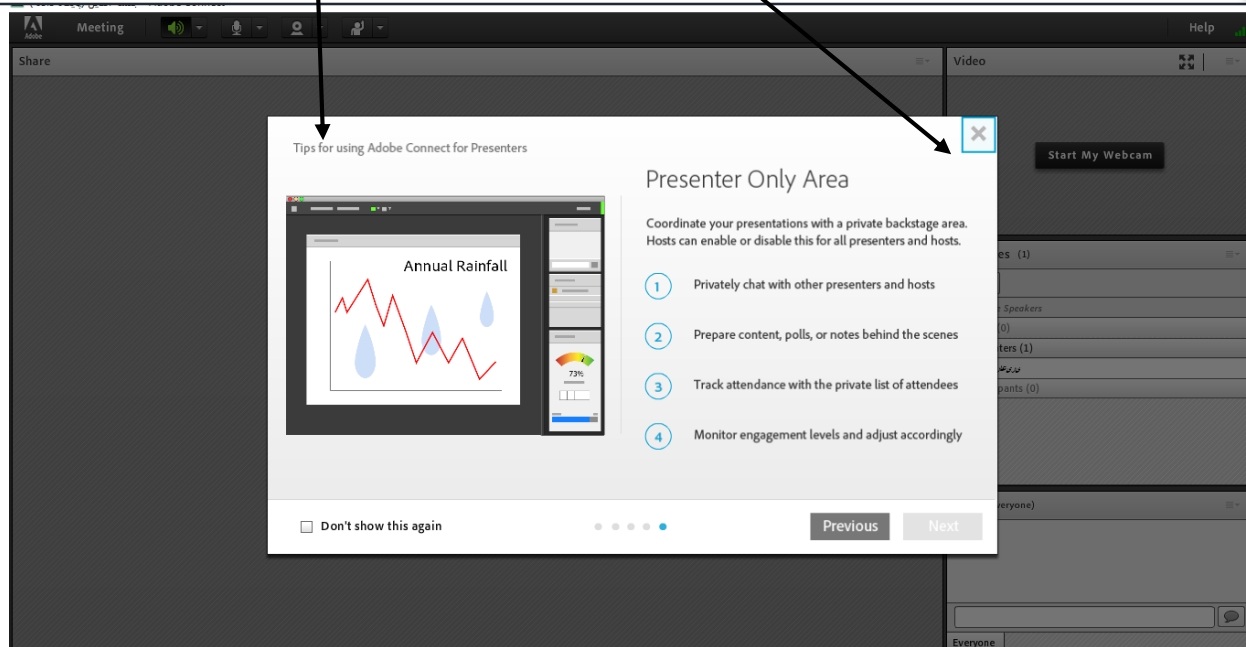 Adobe
Meeting
Help
Share
Video
Start My Webcam
Tips for using Adobe Connect for Presenters
Presenter Only Area
Coordinate your presentations with a private backstage area.
Hosts can enable or disable this for all presenters and hosts.
Annual Rainfall
73%
1 Privately chat with other presenters and hosts
2 Prepare content, polls, or notes behind the scenes
3 Track attendance with the private list of attendees
4 Monitor engagement levels and adjust accordingly
es (1)
Speakers
(0)
ters (1)
pants (0)
veryone)
Don't show this again
Previous
Next
Everyone